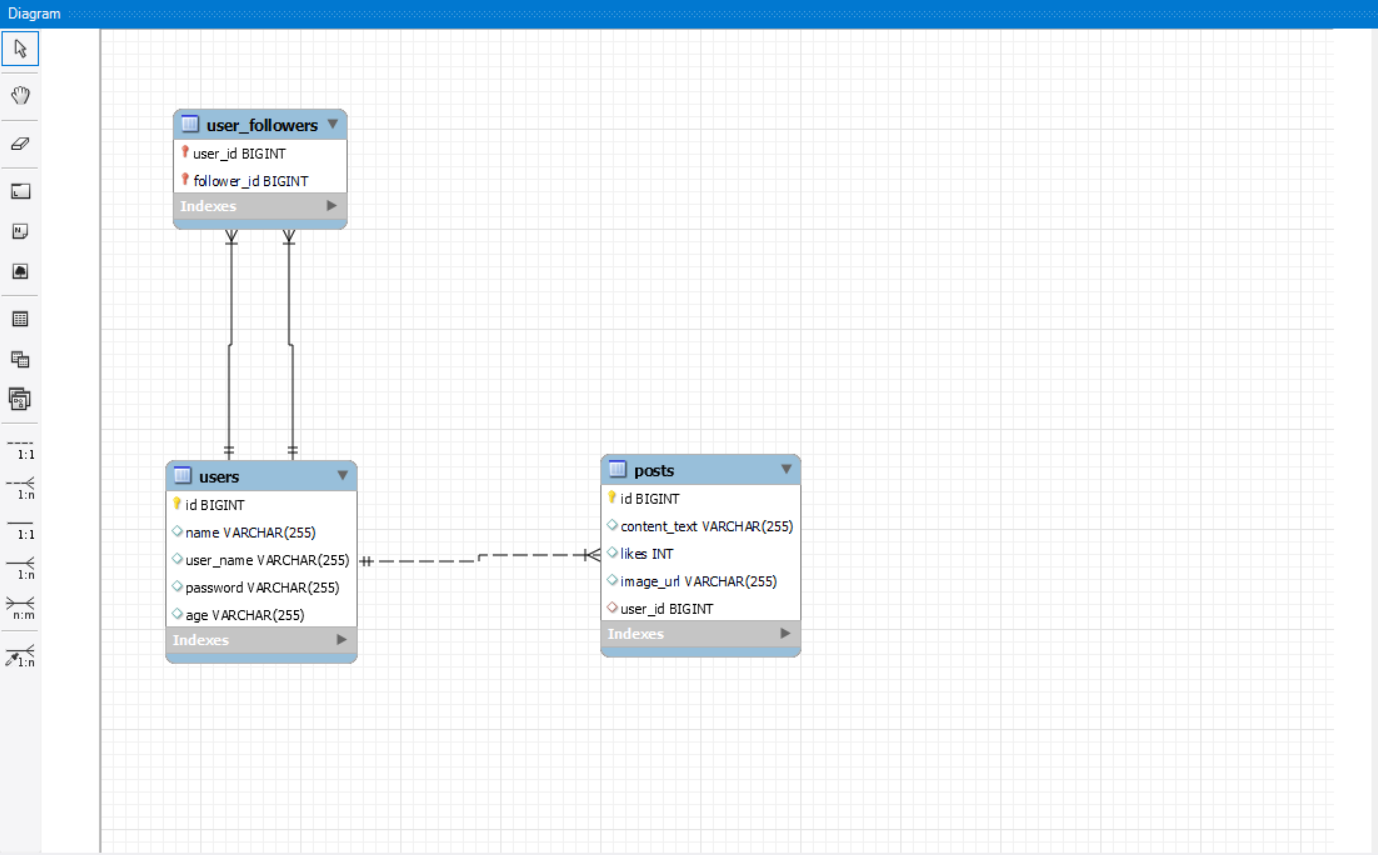 Diagram
user_followers
user_id BIGINT
follower_id BIGINT
Indexes
users
id BIGINT
name VARCHAR(255)
user_name VARCHAR(255)
password VARCHAR(255)
age VARCHAR(255)
Indexes
posts
id BIGINT
content_text VARCHAR(255)
likes INT
image_url VARCHAR(255)
user_id BIGINT
Indexes
1:1
1:n
1:1
1:n
n:m
1:n